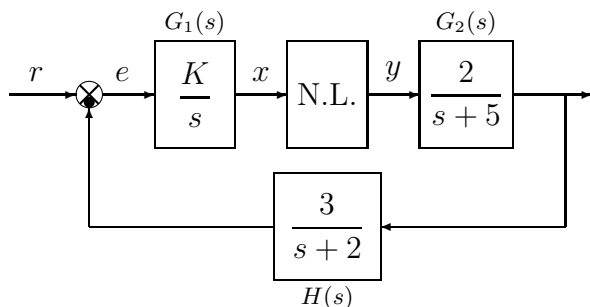 G₁(s)
G₂(s)
r
e
K/s
x
N.L.
y
2/(s + 5)
3/(s + 2)
H(s)